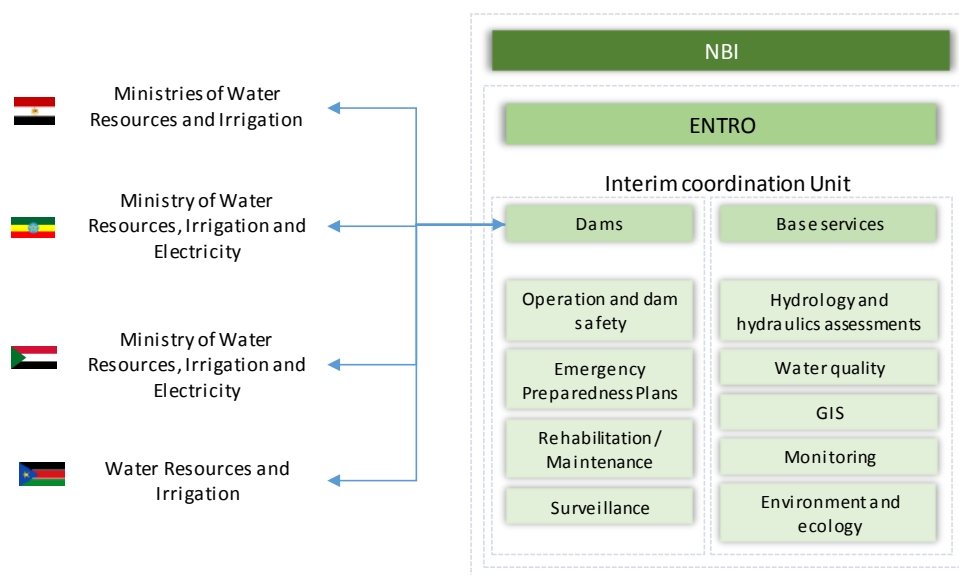 NBI
ENTRO
Interim coordination Unit
Ministries of Water
Resources and Irrigation
Ministry of Water
Resources, Irrigation and
Electricity
Ministry of Water
Resources, Irrigation and
Electricity
Water Resources and
Irrigation
Dams
Operation and dam
safety
Emergency
Preparedness Plans
Rehabilitation /
Maintenance
Surveillance
Base services
Hydrology and
hydraulics assessments
Water quality
GIS
Monitoring
Environment and
ecology